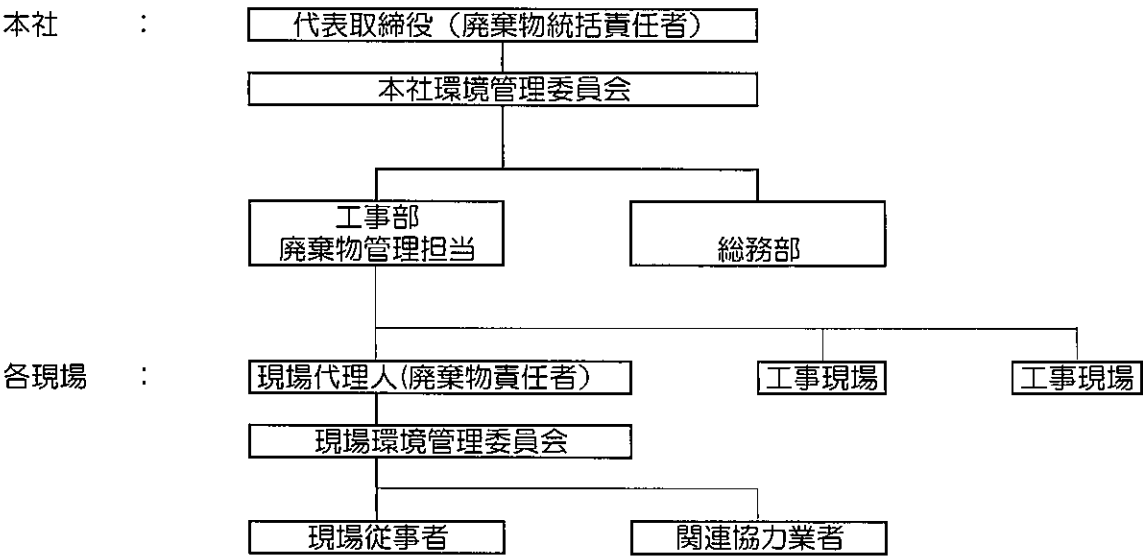 本社　：　代表取締役（廃棄物統括責任者）
本社環境管理委員会
工事部
廃棄物管理担当
総務部
各現場　：　現場代理人(廃棄物責任者）　工事現場　工事現場
現場環境管理委員会
現場従事者　関連協力業者